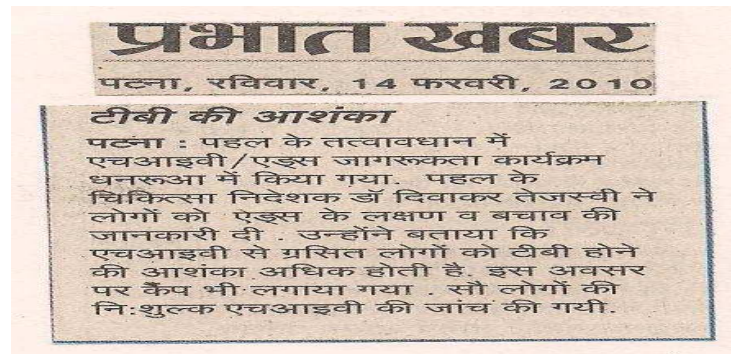 प्रभात खबर
पटना, रविवार, 14 फरवरी, 2010
टीबी की आशंका
पटना : पहल के तत्वावधान में
एचआइवी/एड्स जागरूकता कार्यक्रम
धनरूआ में किया गया. पहल के
चिकित्सा निदेशक डॉ दिवाकर तेजस्वी ने
लोगों को एड्स के लक्षण व बचाव की
जानकारी दी . उन्होंने बताया कि
एचआइवी से ग्रसित लोगों को टीबी होने
की आशंका अधिक होती है. इस अवसर
पर कैंप भी लगाया गया . सौ लोगों की
नि:शुल्क एचआइवी की जांच की गयी.